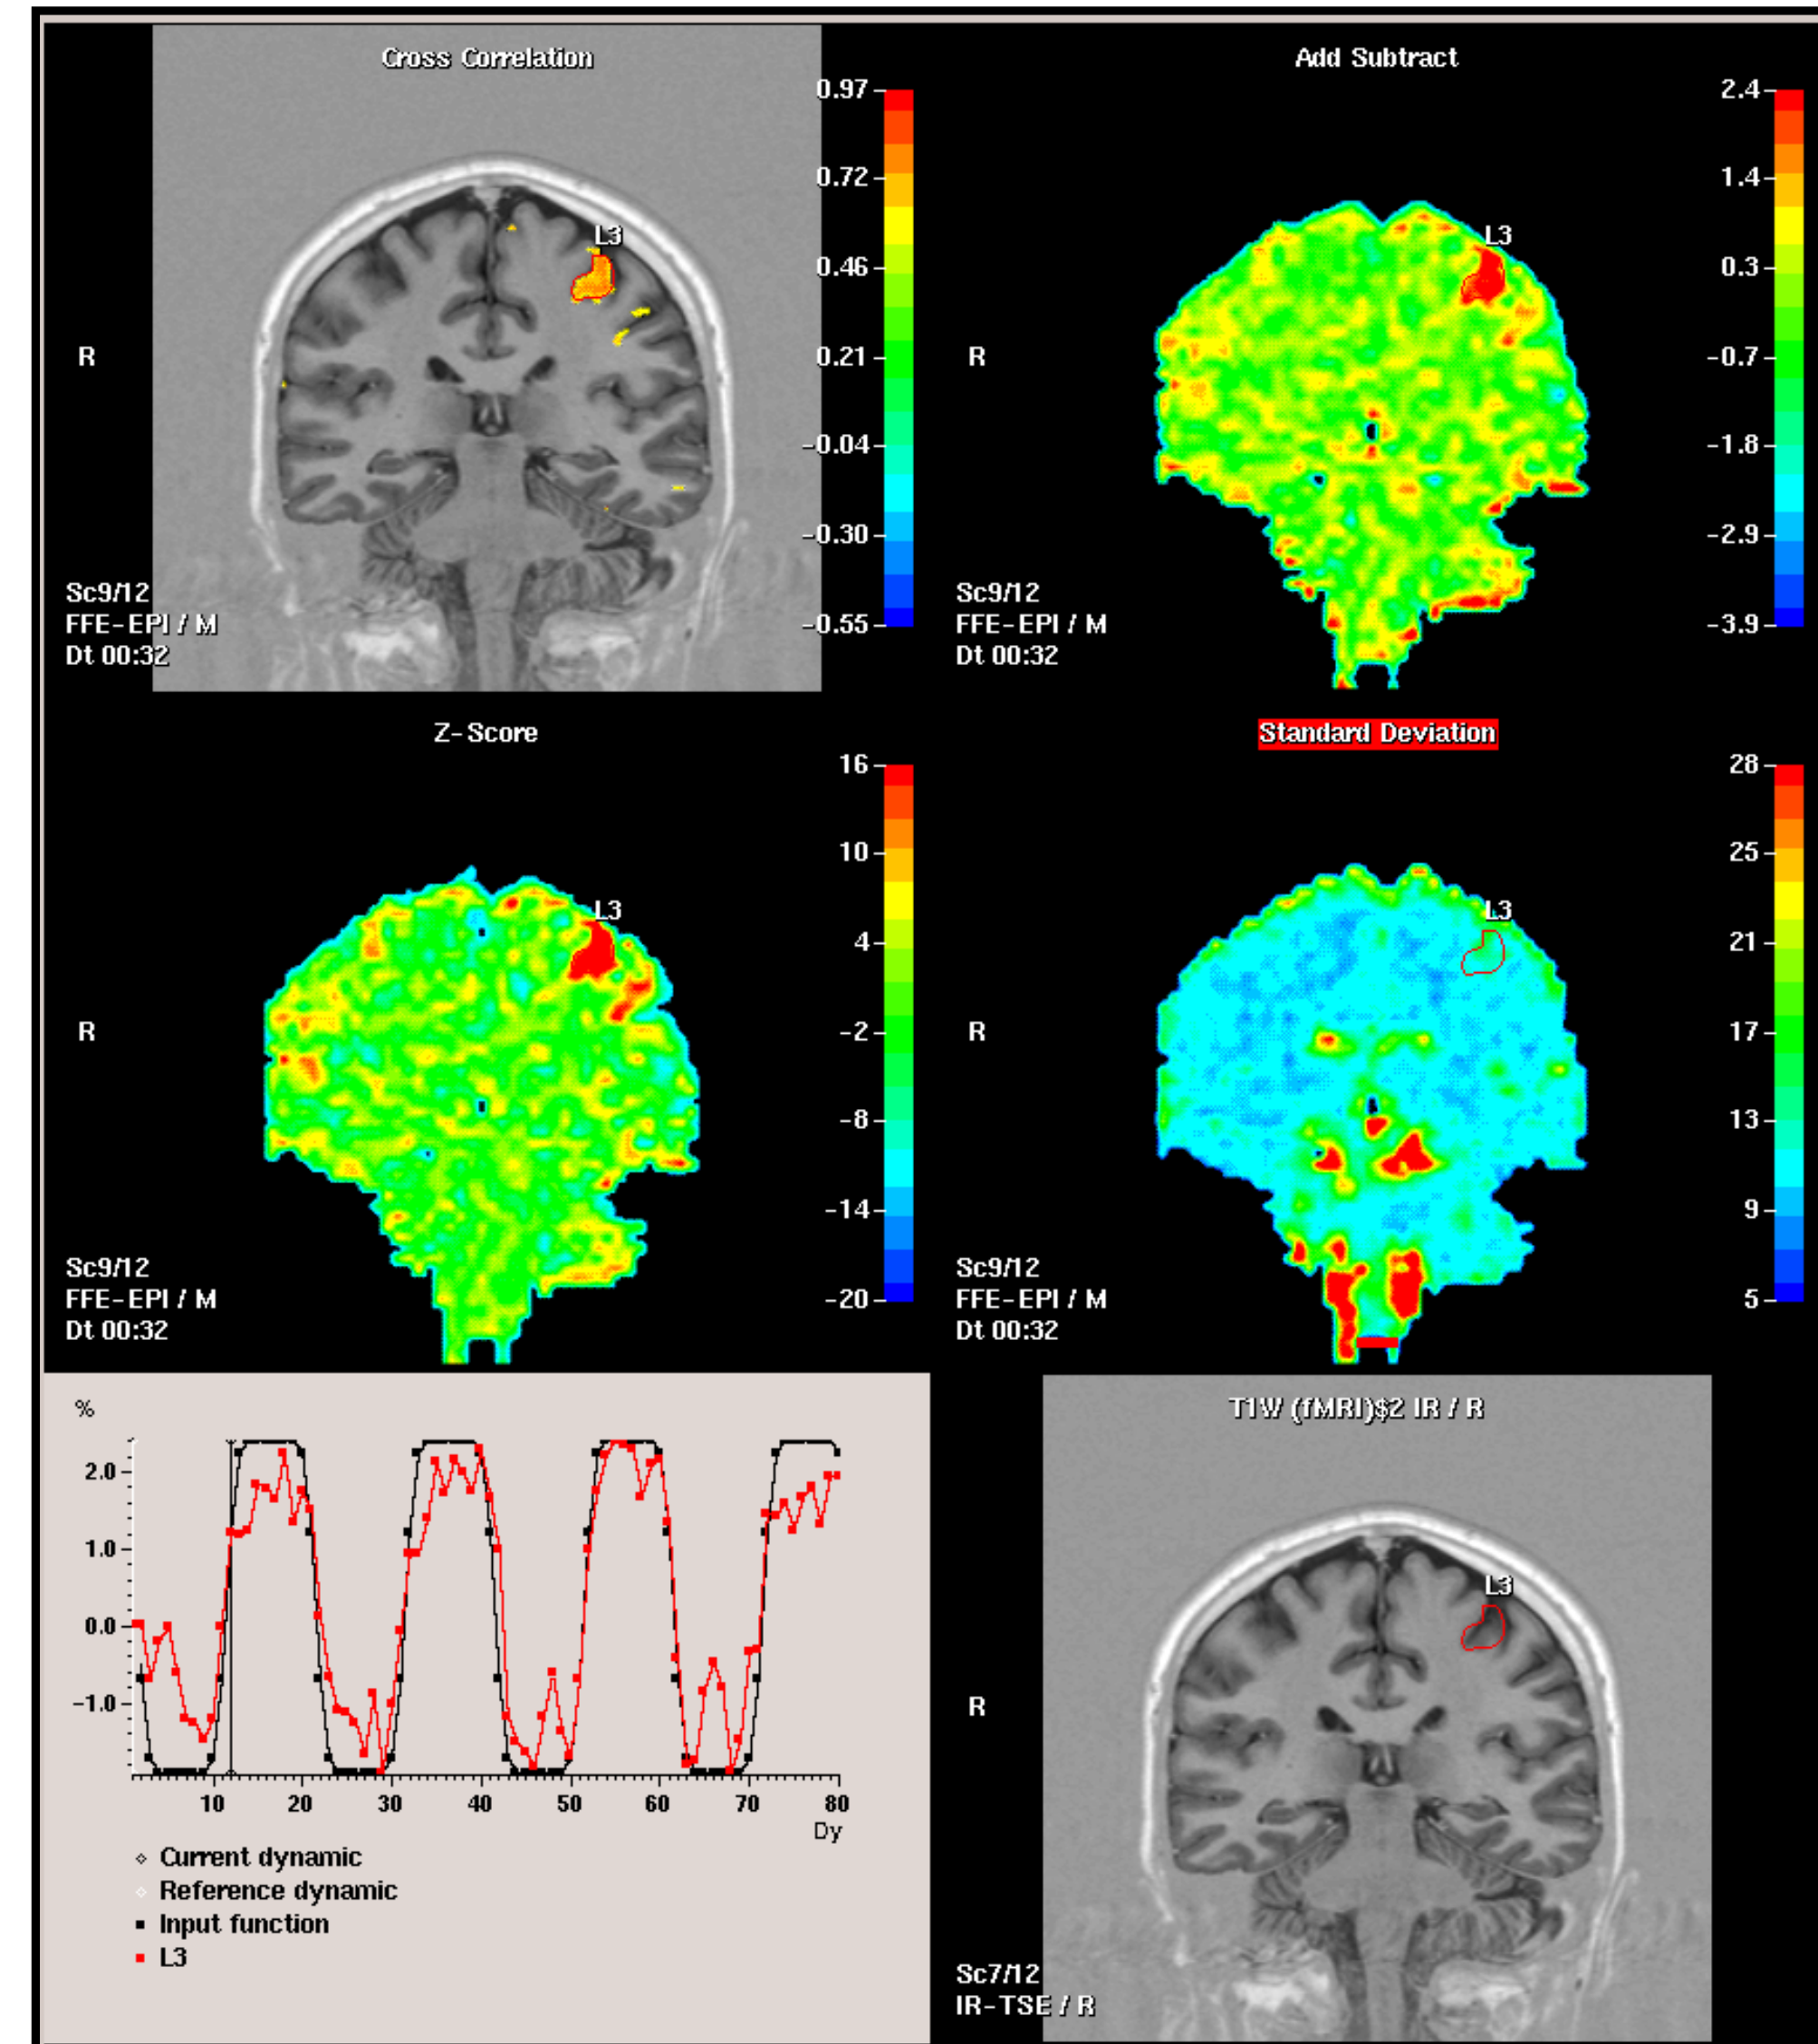 Cross Correlation
0.97
0.72
0.46
0.21
-0.04
-0.30
-0.55
L3
R
Sc9/12
FFE-EPI / M
Dt 00:32
Add Subtract
2.4
1.4
0.3
-0.7
-1.8
-2.9
-3.9
L3
R
Sc9/12
FFE-EPI / M
Dt 00:32
Z-Score
16
10
4
-2
-8
-14
-20
L3
R
Sc9/12
FFE-EPI / M
Dt 00:32
Standard Deviation
28
25
21
17
13
9
5
L3
R
Sc9/12
FFE-EPI / M
Dt 00:32
%
2.0
1.0
0.0
-1.0
10 20 30 40 50 60 70 80
Dy
Current dynamic
Reference dynamic
Input function
L3
T1W (fMRI)$2 IR / R
L3
R
Sc7/12
IR-TSE / R